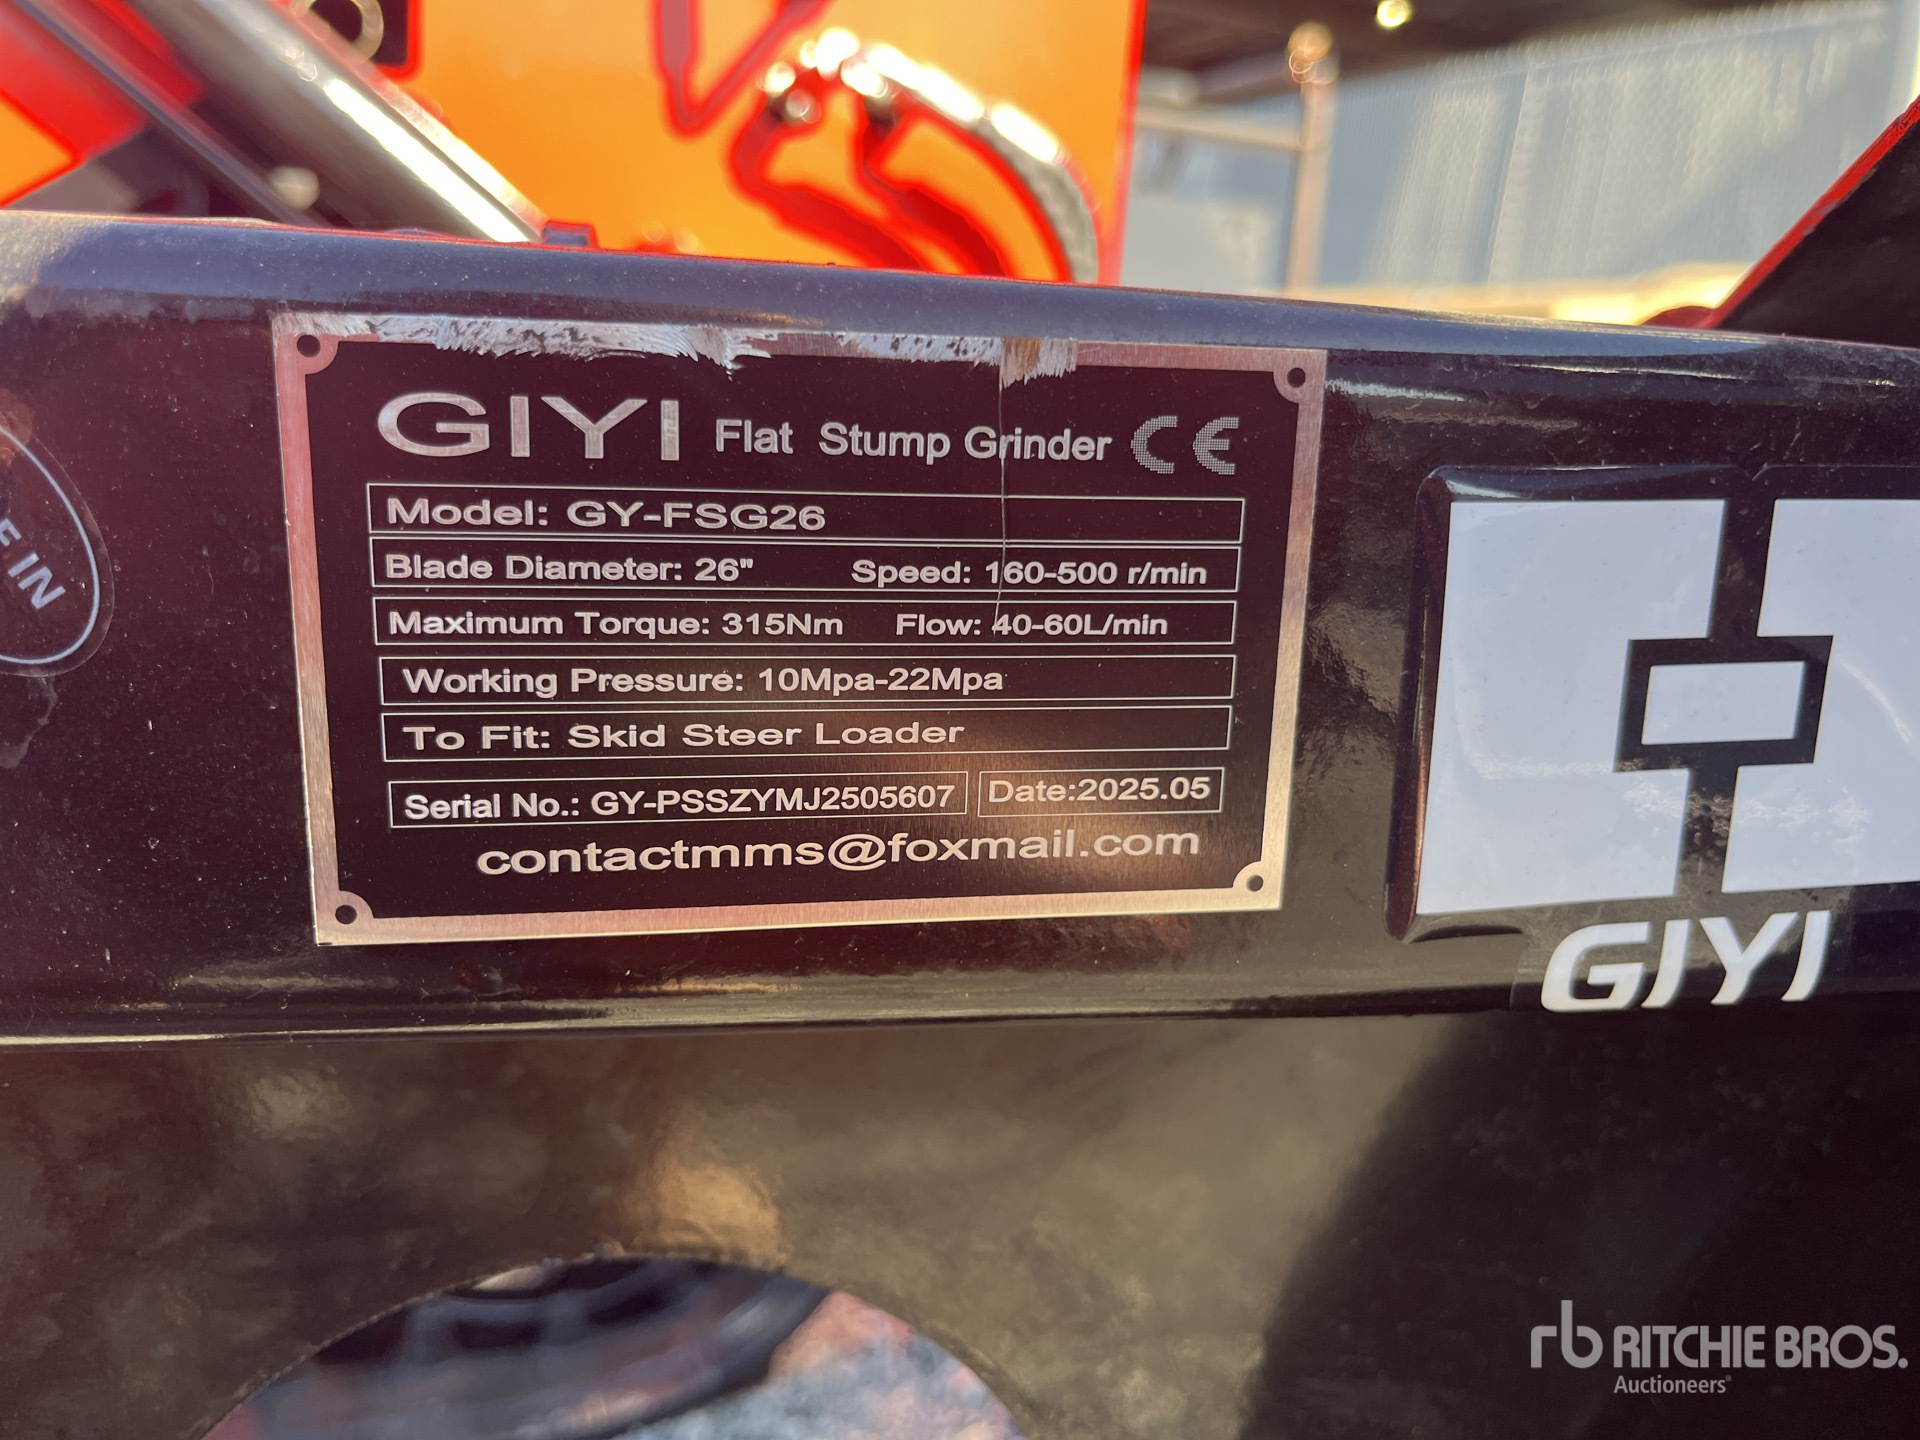 GIYI Flat Stump Grinder CE
Model: GY-FSG26
Blade Diameter: 26" Speed: 160-500 r/min
Maximum Torque: 315Nm Flow: 40-60L/min
Working Pressure: 10Mpa-22Mpa
To Fit: Skid Steer Loader
Serial No.: GY-PSSZYMJ2505607 Date:2025.05
contactmms@foxmail.com
IN
GIYI
rb RITCHIE BROS.
Auctioneers